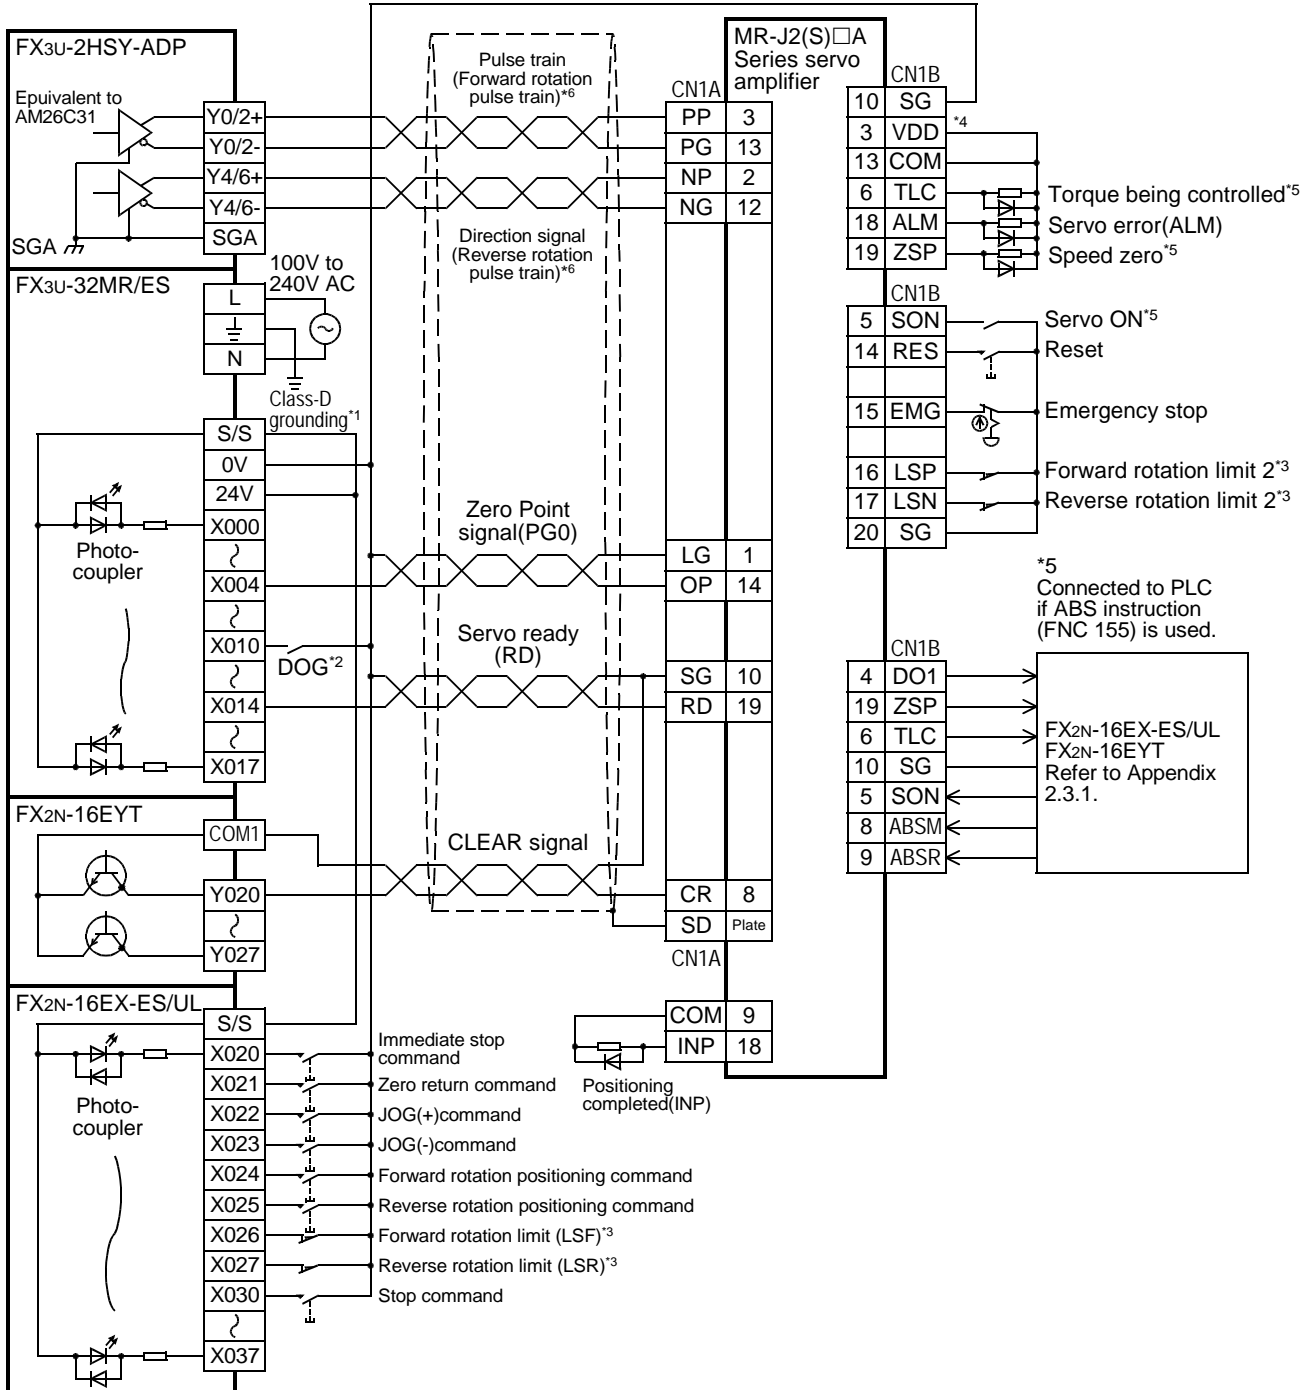 FX3U-2HSY-ADP
Epuivalent to
AM26C31
Y0/2+
Y0/2-
Y4/6+
Y4/6-
SGA
SGA
FX3U-32MR/ES
100V to
240V AC
L
N
Class-D
grounding*1
S/S
0V
24V
X000
X004
X010
X014
X017
Photo-
coupler
DOG*2
FX2N-16EYT
COM1
Y020
Y027
FX2N-16EX-ES/UL
S/S
X020
X021
X022
X023
X024
X025
X026
X027
X030
X037
Photo-
coupler
Immediate stop
command
Zero return command
JOG(+)command
JOG(-)command
Forward rotation positioning command
Reverse rotation positioning command
Forward rotation limit (LSF)*3
Reverse rotation limit (LSR)*3
Stop command
Pulse train
(Forward rotation
pulse train)*6
Direction signal
(Reverse rotation
pulse train)*6
Zero Point
signal(PG0)
Servo ready
(RD)
CLEAR signal
MR-J2(S)□A
Series servo
amplifier
CN1A
PP 3
PG 13
NP 2
NG 12
LG 1
OP 14
SG 10
RD 19
CR 8
SD Plate
CN1A
COM 9
INP 18
Positioning
completed(INP)
CN1B
10 SG
3 VDD *4
13 COM
6 TLC Torque being controlled*5
18 ALM Servo error(ALM)
19 ZSP Speed zero*5
CN1B
5 SON Servo ON*5
14 RES Reset
15 EMG Emergency stop
16 LSP Forward rotation limit 2*3
17 LSN Reverse rotation limit 2*3
20 SG
*5
Connected to PLC
if ABS instruction
(FNC 155) is used.
CN1B
4 DO1
19 ZSP
6 TLC
10 SG
5 SON
8 ABSM
9 ABSR
FX2N-16EX-ES/UL
FX2N-16EYT
Refer to Appendix
2.3.1.